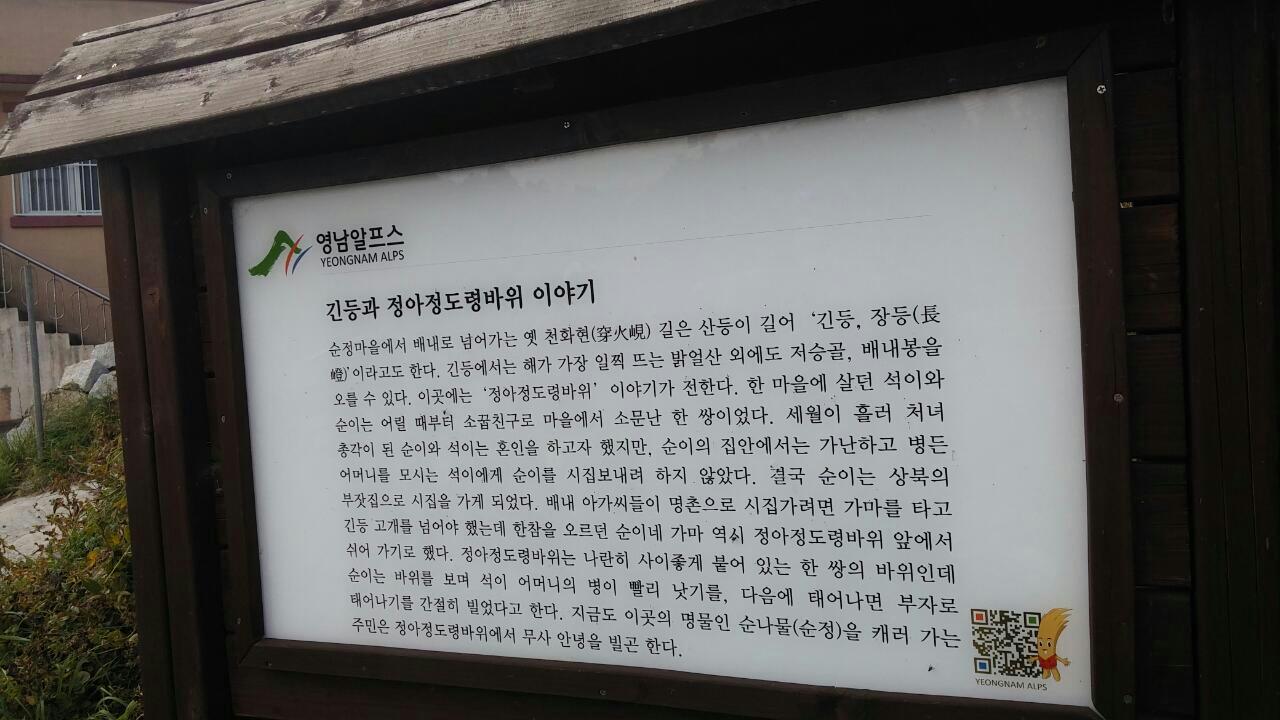 영남알프스
YEONGNAM ALPS
긴등과 정아정도령바위 이야기
순정마을에서 배내로 넘어가는 옛 천화현(穿火峴) 길은 산등이 길어 ‘긴등, 장등(長
嶝)’이라고도 한다. 긴등에서는 해가 가장 일찍 뜨는 밝얼산 외에도 저승골, 배내봉을
오를 수 있다. 이곳에는 ‘정아정도령바위’ 이야기가 전한다. 한 마을에 살던 석이와
순이는 어릴 때부터 소꿉친구로 마을에서 소문난 한 쌍이었다. 세월이 흘러 처녀
총각이 된 순이와 석이는 혼인을 하고자 했지만, 순이의 집안에서는 가난하고 병든
어머니를 모시는 석이에게 순이를 시집보내려 하지 않았다. 결국 순이는 상북의
부잣집으로 시집을 가게 되었다. 배내 아가씨들이 명촌으로 시집가려면 가마를 타고
긴등 고개를 넘어야 했는데 한참을 오르던 순이네 가마 역시 정아정도령바위 앞에서
쉬어 가기로 했다. 정아정도령바위는 나란히 사이좋게 붙어 있는 한 쌍의 바위인데
순이는 바위를 보며 석이 어머니의 병이 빨리 낫기를, 다음에 태어나면 부자로
태어나기를 간절히 빌었다고 한다. 지금도 이곳의 명물인 순나물(순정)을 캐러 가는
주민은 정아정도령바위에서 무사 안녕을 빌곤 한다.
YEONGNAM ALPS